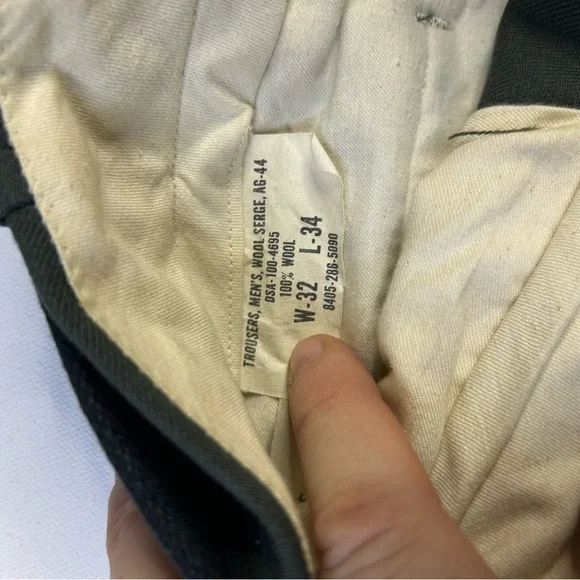 TROUSERS, MEN'S, WOOL SERGE, AG-44
DSA-100-4695
100% WOOL
W-32 L-34
8405-286-5090